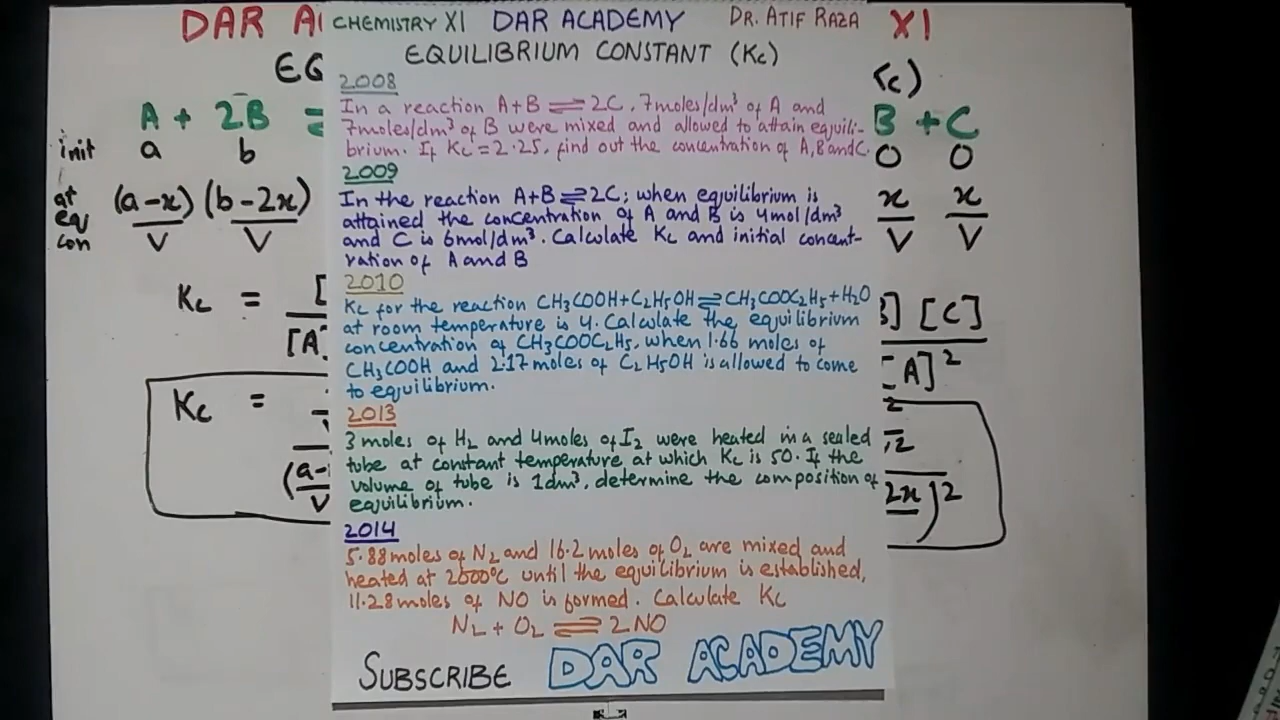 DAR A
XI
EQ
(c)
A + 2B ⇌
B + C
init a b
O O
at eq con (a-x)/V (b-2x)/V
x/V x/V
Kc = [
[A]
] [C]
[A]²
Kc =
(a-
V
2x)²
CHEMISTRY XI DAR ACADEMY DR. ATIF RAZA
EQUILIBRIUM CONSTANT (Kc)
2008
In a reaction A+B ⇌ 2C, 7moles/dm³ of A and
7moles/dm³ of B were mixed and allowed to attain equili-
brium. If Kc = 2.25, find out the concentration of A, B and C.
2009
In the reaction A+B ⇌ 2C; when equilibrium is
attained the concentration of A and B is 4mol/dm³
and C is 6mol/dm³. Calculate Kc and initial concent-
ration of A and B
2010
Kc for the reaction CH3COOH+C2H5OH ⇌ CH3COOC2H5+H2O
at room temperature is 4. Calculate the equilibrium
concentration of CH3COOC2H5, when 1.66 moles of
CH3COOH and 2.17 moles of C2H5OH is allowed to come
to equilibrium.
2013
3 moles of H2 and 4moles of I2 were heated in a sealed
tube at constant temperature at which Kc is 50. If the
volume of tube is 1dm³, determine the composition of
equilibrium.
2014
5.88moles of N2 and 16.2 moles of O2 are mixed and
heated at 2000°c until the equilibrium is established,
11.28 moles of NO is formed. Calculate Kc
N2 + O2 ⇌ 2NO
SUBSCRIBE DAR ACADEMY